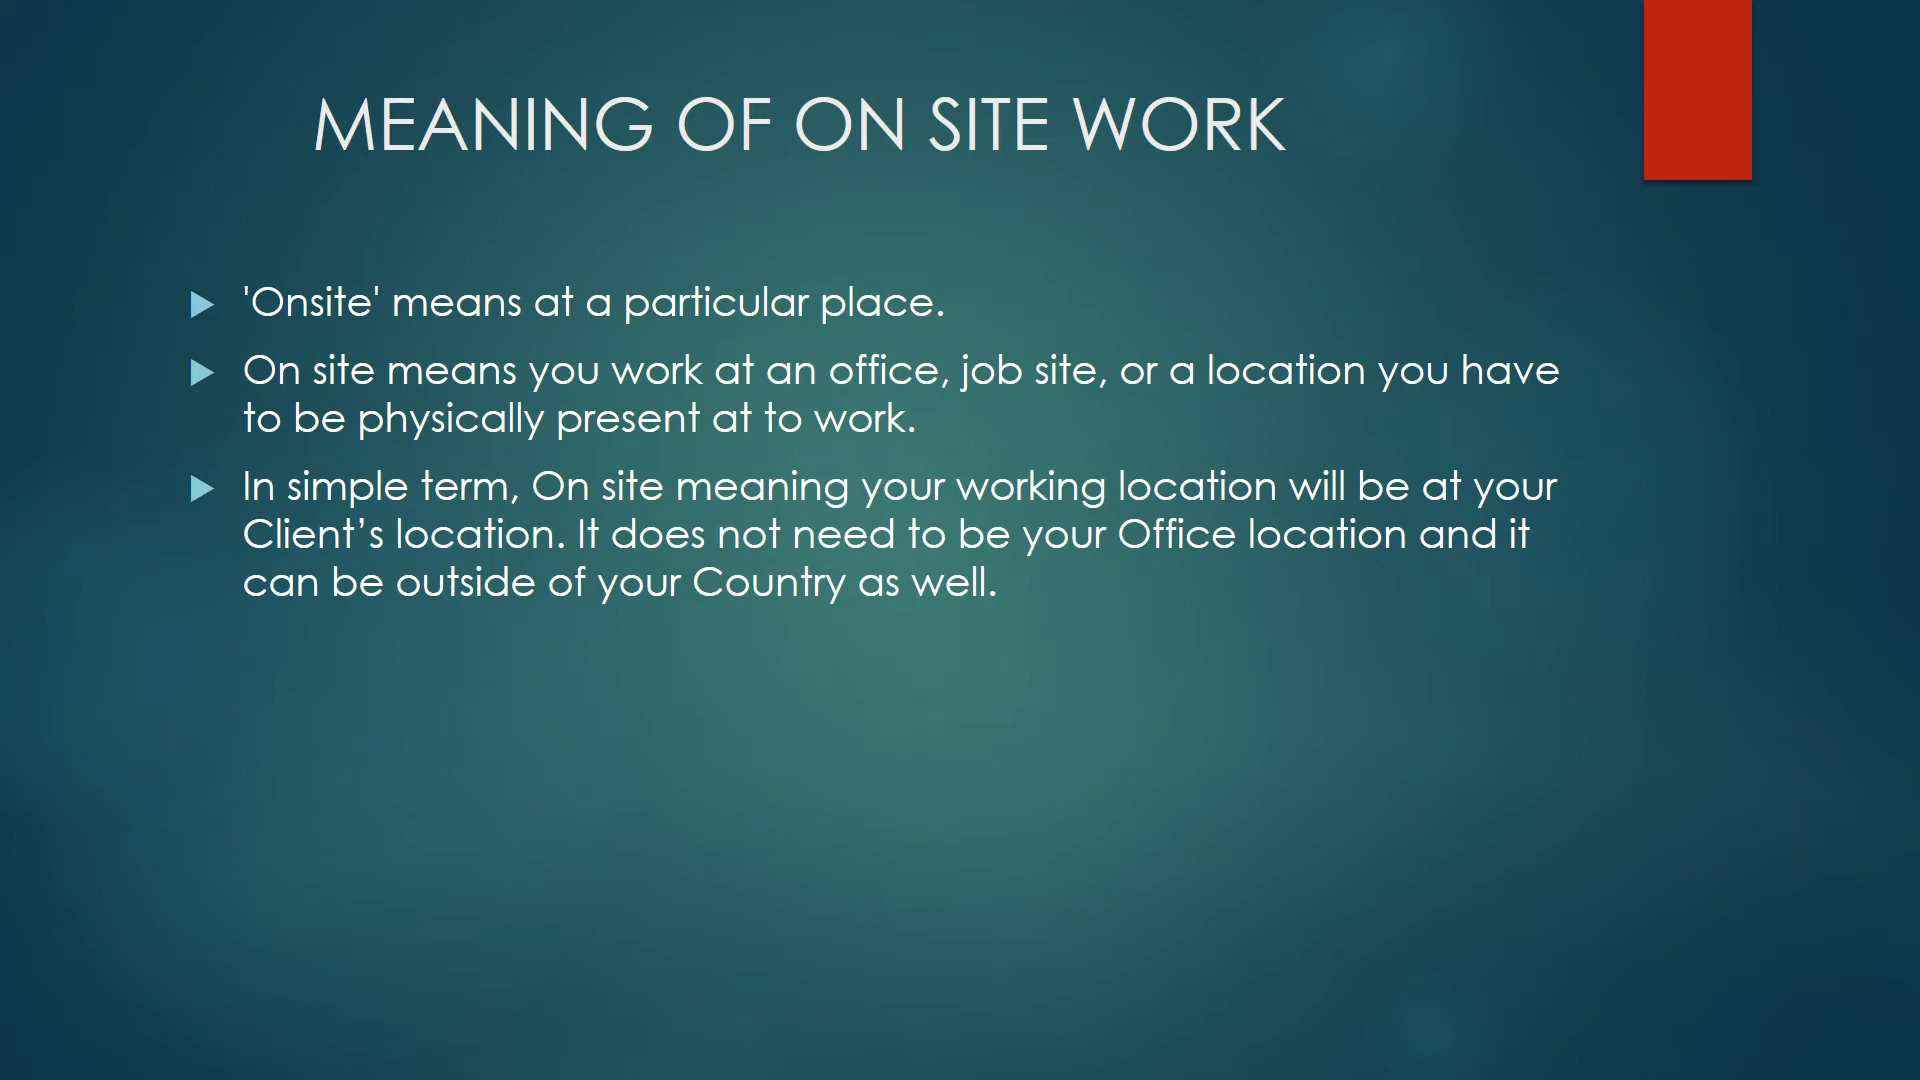 MEANING OF ON SITE WORK
'Onsite' means at a particular place.
On site means you work at an office, job site, or a location you have
to be physically present at to work.
In simple term, On site meaning your working location will be at your
Client’s location. It does not need to be your Office location and it
can be outside of your Country as well.